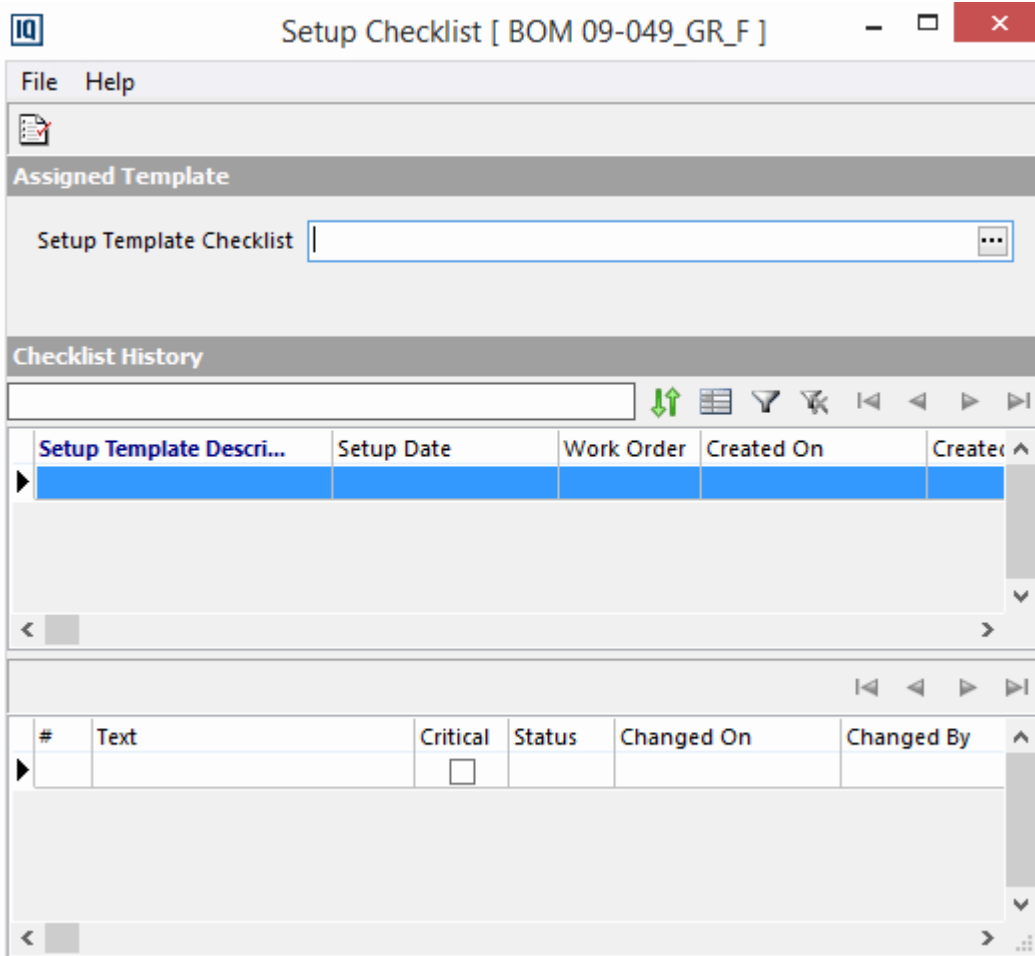 IQ
Setup Checklist [ BOM 09-049_GR_F ]
File Help
Assigned Template
Setup Template Checklist
Checklist History
Setup Template Descri... Setup Date Work Order Created On Created
# Text Critical Status Changed On Changed By